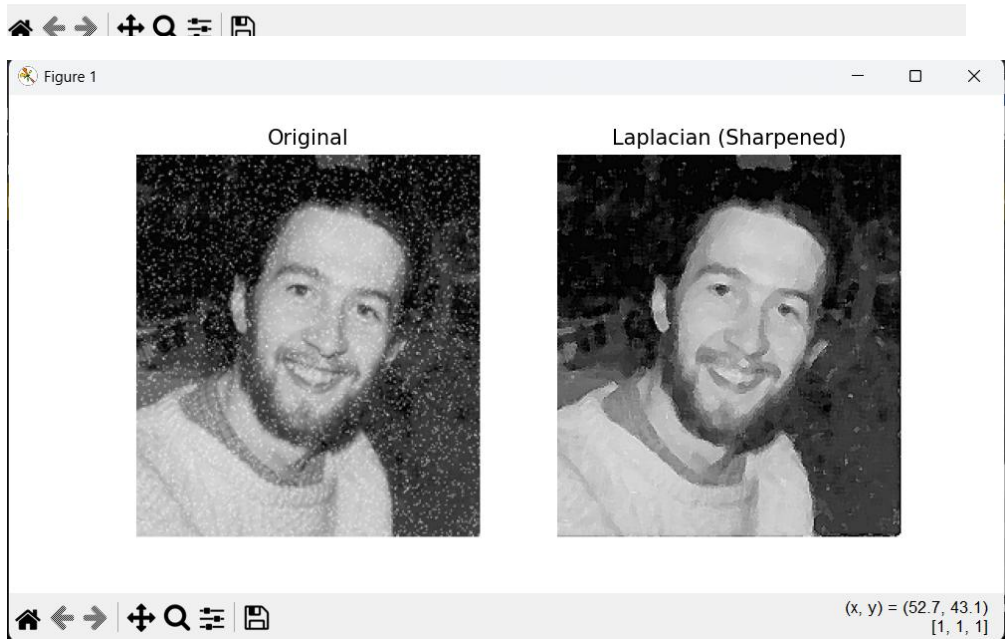 Figure 1
Original
Laplacian (Sharpened)
(x, y) = (52.7, 43.1)
[1, 1, 1]